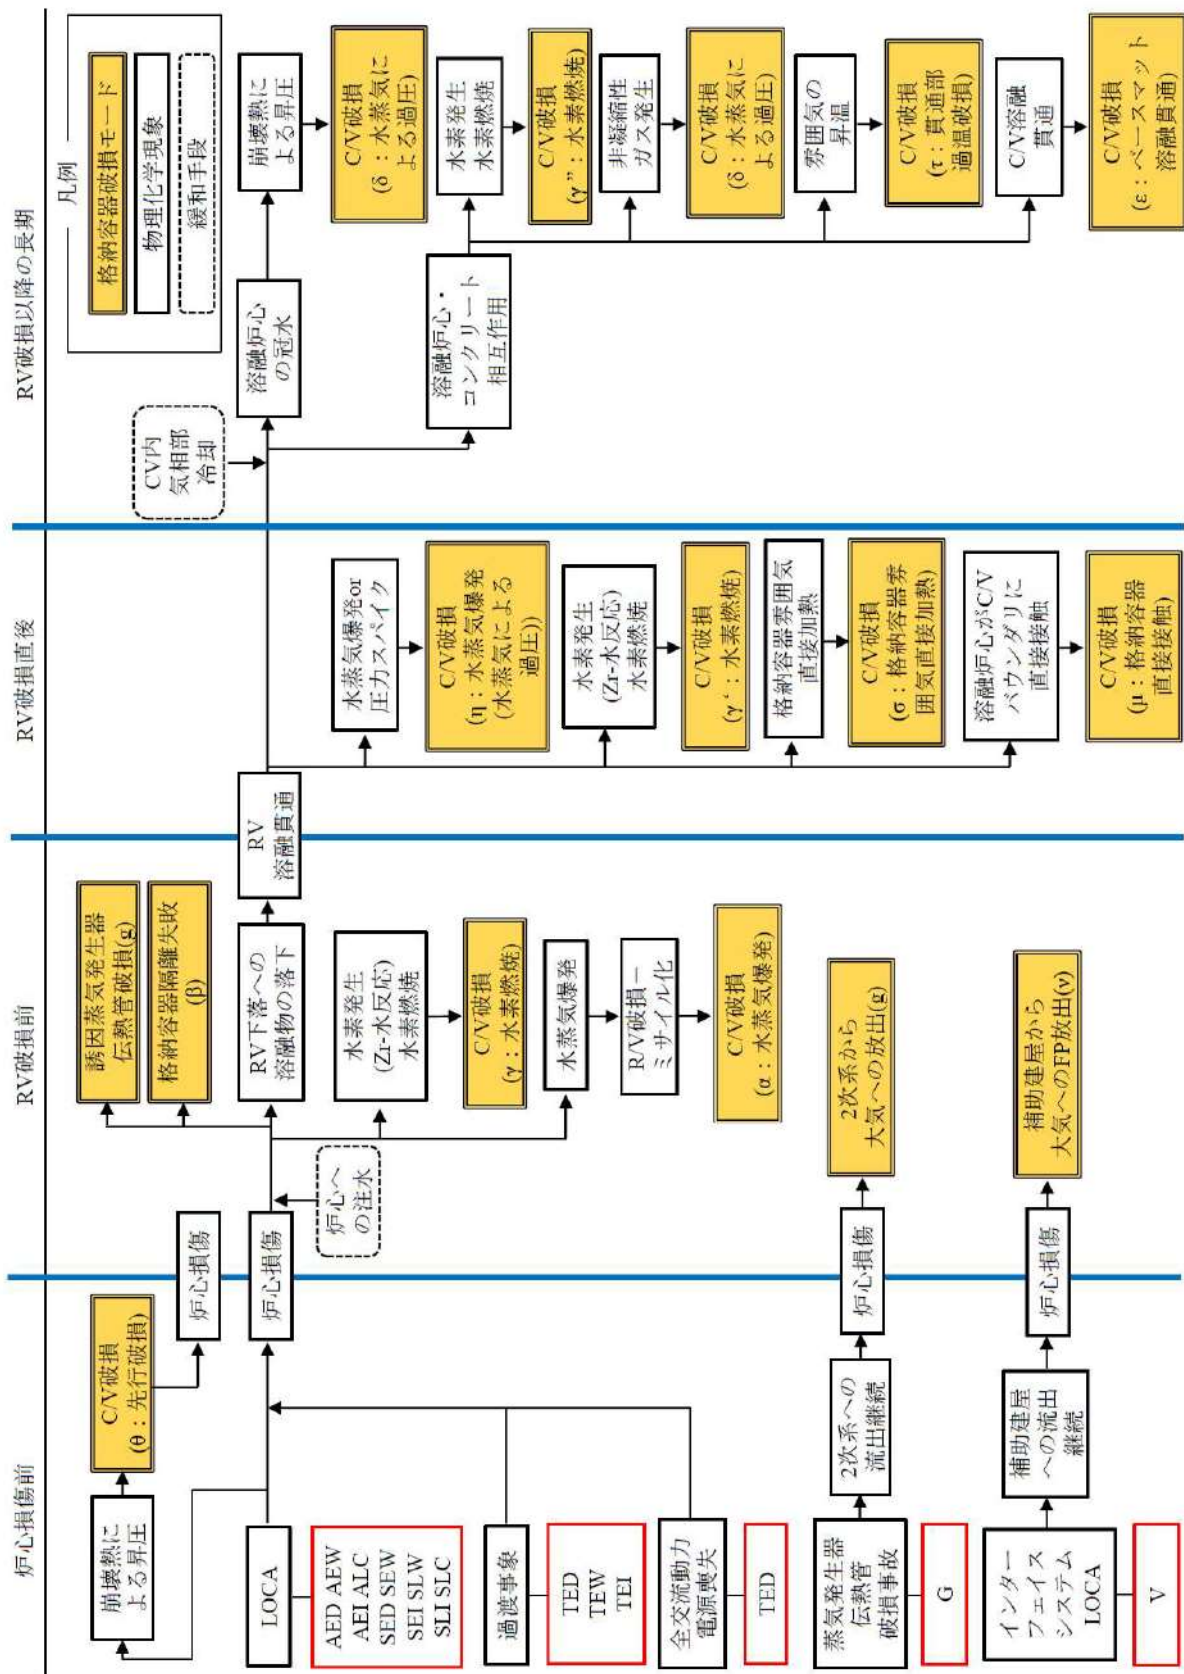 炉心損傷前
RV破損前
RV破損直後
RV破損以降の長期
凡例
格納容器破損モード
物理化学現象
緩和手段
崩壊熱に
よる昇圧
C/V破損
(θ：先行破損)
炉心損傷
LOCA
AED AEW
AEI ALC
SED SEW
SEI SLW
SLI SLC
過渡事象
TED
TEW
TEI
全交流動力
電源喪失
TED
蒸気発生器
伝熱管
破損事故
G
インター
フェイス
システム
LOCA
V
2次系への
流出継続
補助建屋
への流出
継続
炉心損傷
炉心への
の注水
炉心損傷
炉心損傷
誘因蒸気発生器
伝熱管破損(g)
格納容器隔離失敗
(β)
RV下落への
溶融物の落下
水素発生
(Zr-水反応)
水素燃焼
C/V破損
(γ：水素燃焼)
水蒸気爆発
R/V破損－
ミサイル化
C/V破損
(α：水蒸気爆発)
2次系から
大気への放出(g)
補助建屋から
大気へのFP放出(ν)
RV
溶融貫通
水蒸気爆発or
圧力スパイク
C/V破損
(η：水蒸気爆発
(水蒸気による
過圧))
水素発生
(Zr-水反応)
水素燃焼
C/V破損
(γ‘：水素燃焼)
格納容器雰囲気
直接加熱
C/V破損
(σ：格納容器雰
囲気直接加熱)
溶融炉心がC/V
バウンダリに
直接接触
C/V破損
(μ：格納容器
直接接触)
CV内
気相部
冷却
溶融炉心
の冠水
溶融炉心・
コンクリート
相互作用
崩壊熱に
よる昇圧
C/V破損
(δ：水蒸気に
よる過圧)
水素発生
水素燃焼
C/V破損
(γ”：水素燃焼)
非凝縮性
ガス発生
C/V破損
(δ：水蒸気に
よる過圧)
雰囲気の
昇温
C/V破損
(τ：貫通部
過温破損)
C/V溶融
貫通
C/V破損
(ε：ベースマット
溶融貫通)